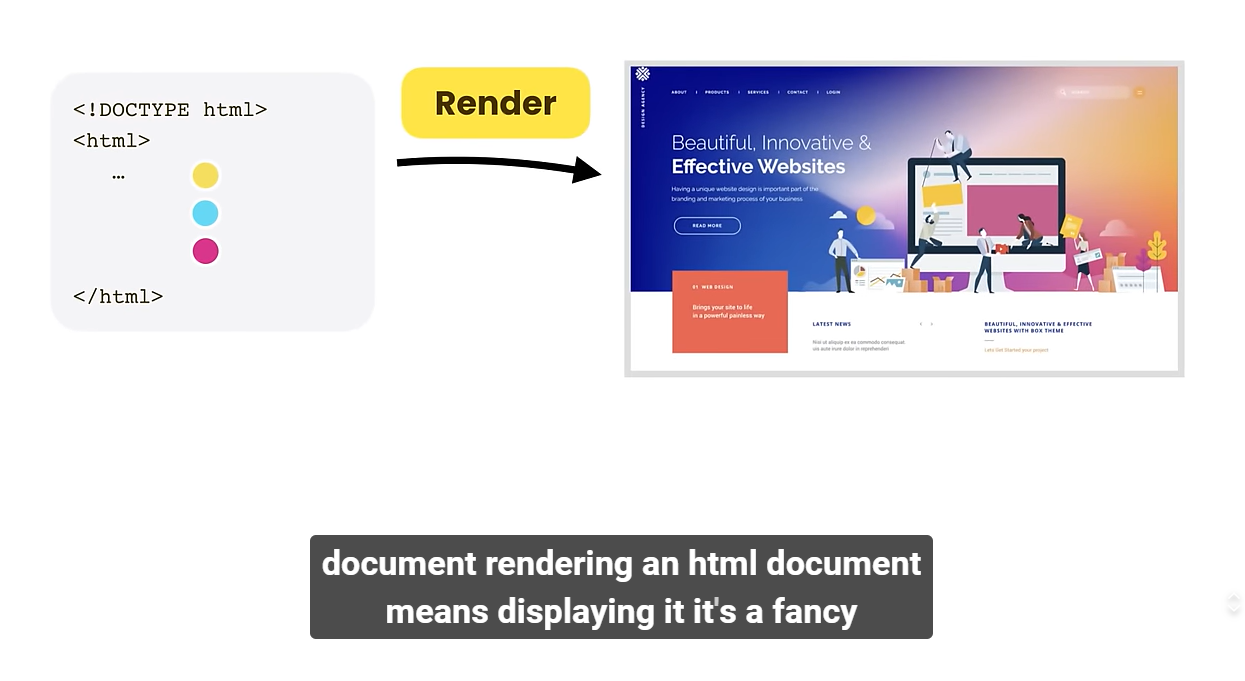 <!DOCTYPE html>
<html>
…
</html>
Render
DESIGN AGENCY
ABOUT
PRODUCTS
SERVICES
CONTACT
LOGIN
Beautiful, Innovative &
Effective Websites
Having a unique website design is important part of the
branding and marketing process of your business
READ MORE
01 WEB DESIGN
Brings your site to life
in a powerful painless way
LATEST NEWS
Nisl ut aliquip ex ea commodo consequat
uis aute irure dolor in reprehenderi
BEAUTIFUL, INNOVATIVE & EFFECTIVE
WEBSITES WITH BOX THEME
Lets Get Started your project
document rendering an html document
means displaying it it's a fancy